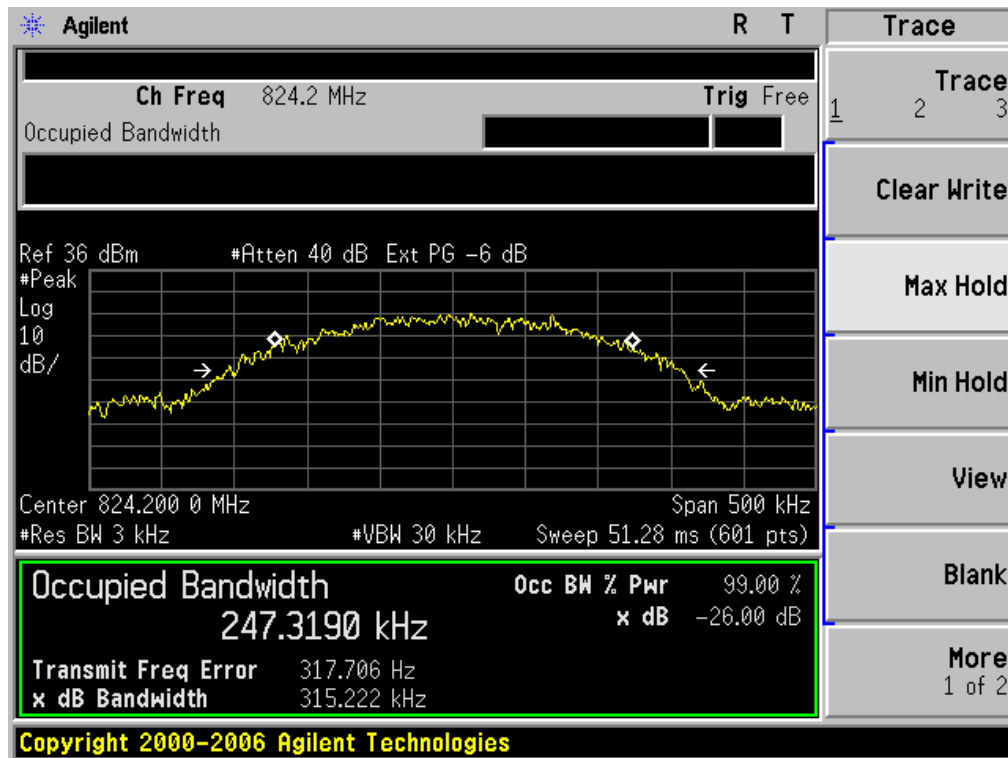 Agilent R T
Ch Freq 824.2 MHz Trig Free
Occupied Bandwidth
Ref 36 dBm #Atten 40 dB Ext PG -6 dB
#Peak
Log
10
dB/
Center 824.200 0 MHz Span 500 kHz
#Res BW 3 kHz #VBW 30 kHz Sweep 51.28 ms (601 pts)
Occupied Bandwidth Occ BW % Pwr 99.00 %
247.3190 kHz x dB -26.00 dB
Transmit Freq Error 317.706 Hz
x dB Bandwidth 315.222 kHz
Copyright 2000-2006 Agilent Technologies
Trace
Trace
1 2 3
Clear Write
Max Hold
Min Hold
View
Blank
More
1 of 2